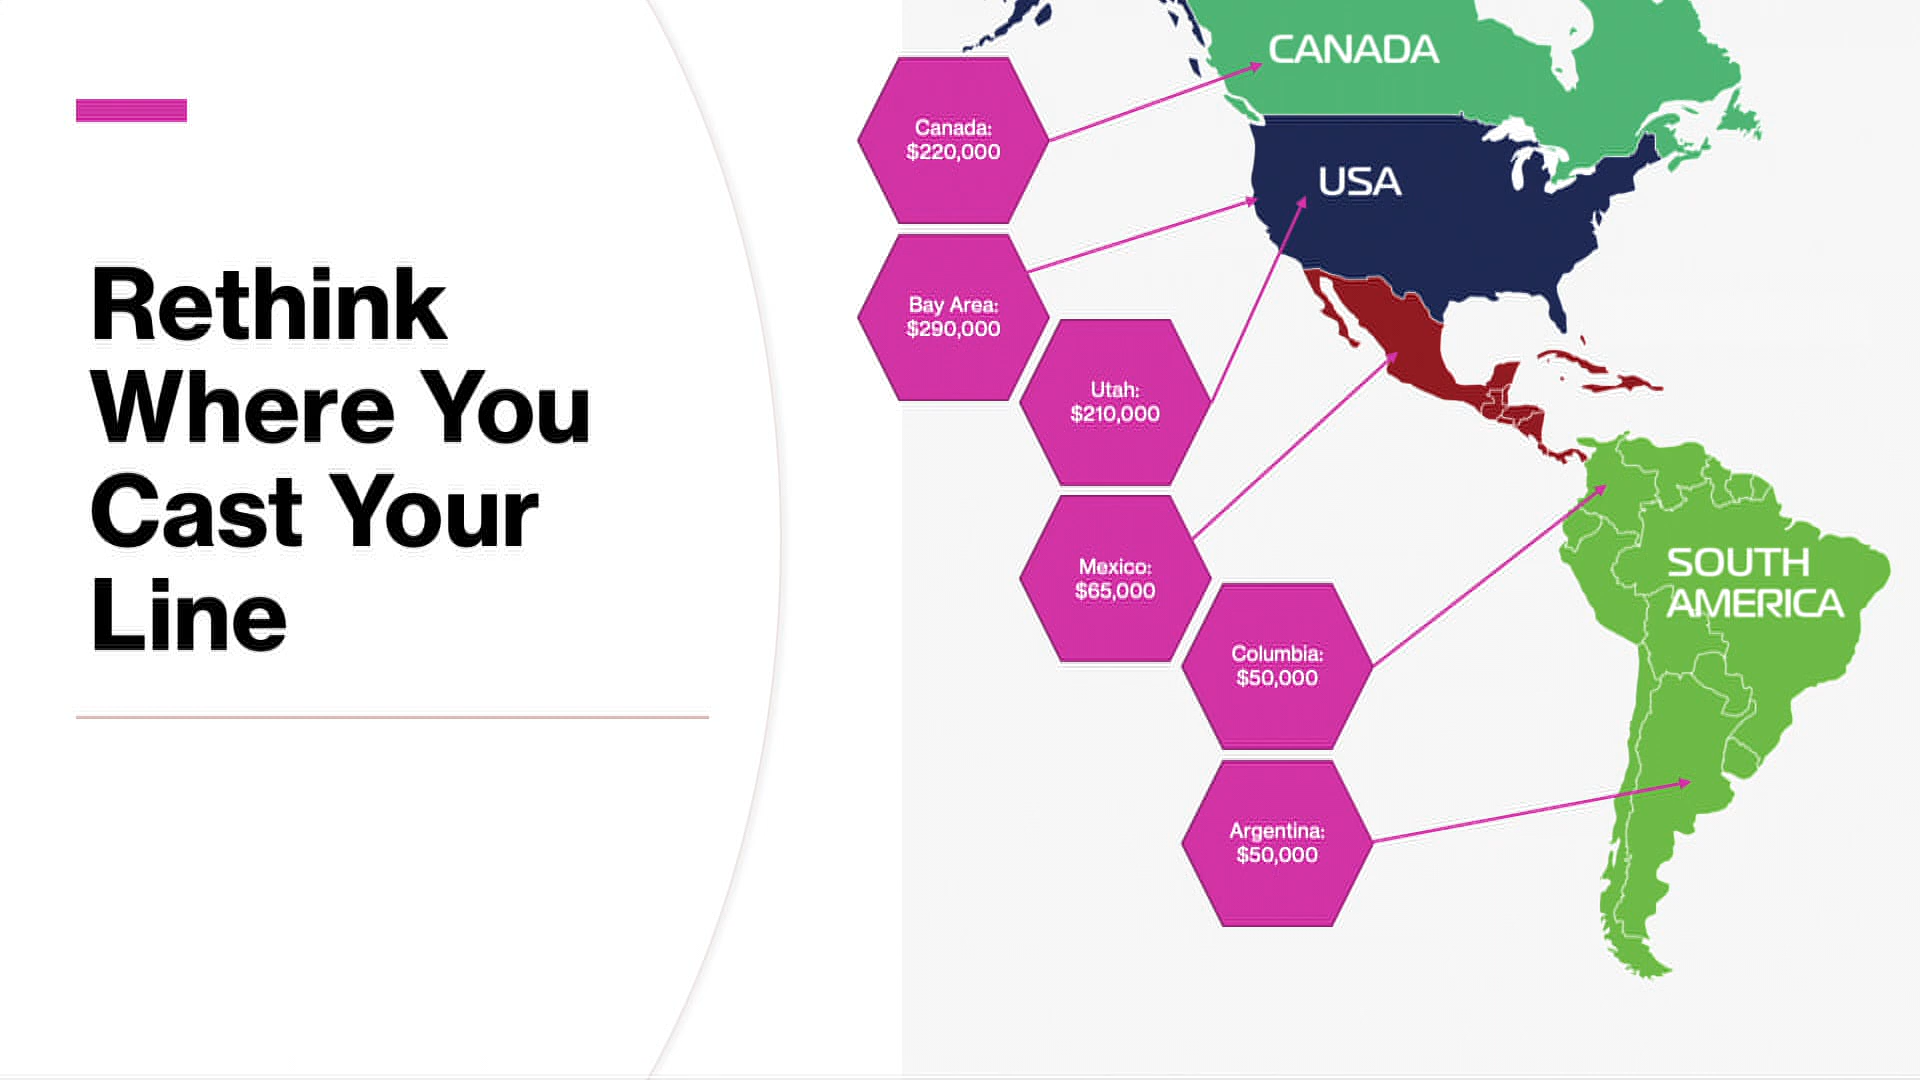 Rethink
Where You
Cast Your
Line
CANADA
Canada:
$220,000
USA
Bay Area:
$290,000
Utah:
$210,000
Mexico:
$65,000
SOUTH
AMERICA
Columbia:
$50,000
Argentina:
$50,000